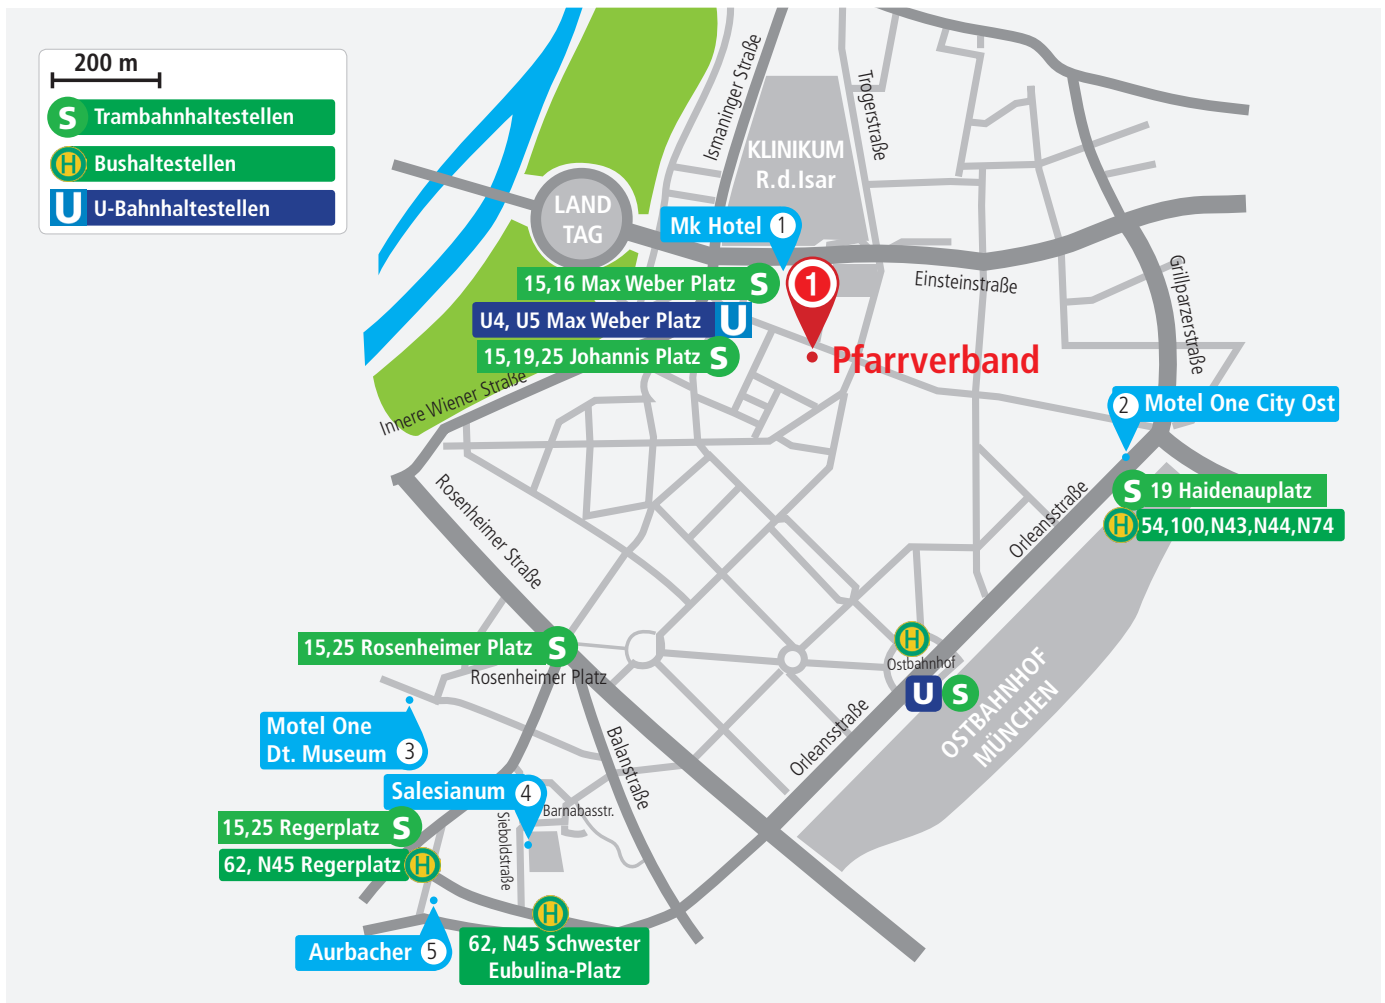 200 m
S Trambahnhaltestellen
H Bushaltestellen
U U-Bahnhaltestellen
Ismaninger Straße
Trogerstraße
KLINIKUM
R.d.Isar
LAND
TAG
Mk Hotel 1
15,16 Max Weber Platz S
1
Einsteinstraße
Grillparzerstraße
U4, U5 Max Weber Platz U
15,19,25 Johannis Platz S
Pfarrverband
Innere Wiener Straße
2 Motel One City Ost
S 19 Haidenauplatz
H 54,100,N43,N44,N74
Rosenheimer Straße
Orleansstraße
15,25 Rosenheimer Platz S
Rosenheimer Platz
H
Ostbahnhof
U S
OSTBAHNHOF
MÜNCHEN
Orleansstraße
Motel One
Dt. Museum 3
Balanstraße
Salesianum 4
Barnabasstr.
Sieboldstraße
15,25 Regerplatz S
62, N45 Regerplatz H
H
Aurbacher 5
62, N45 Schwester
Eubulina-Platz